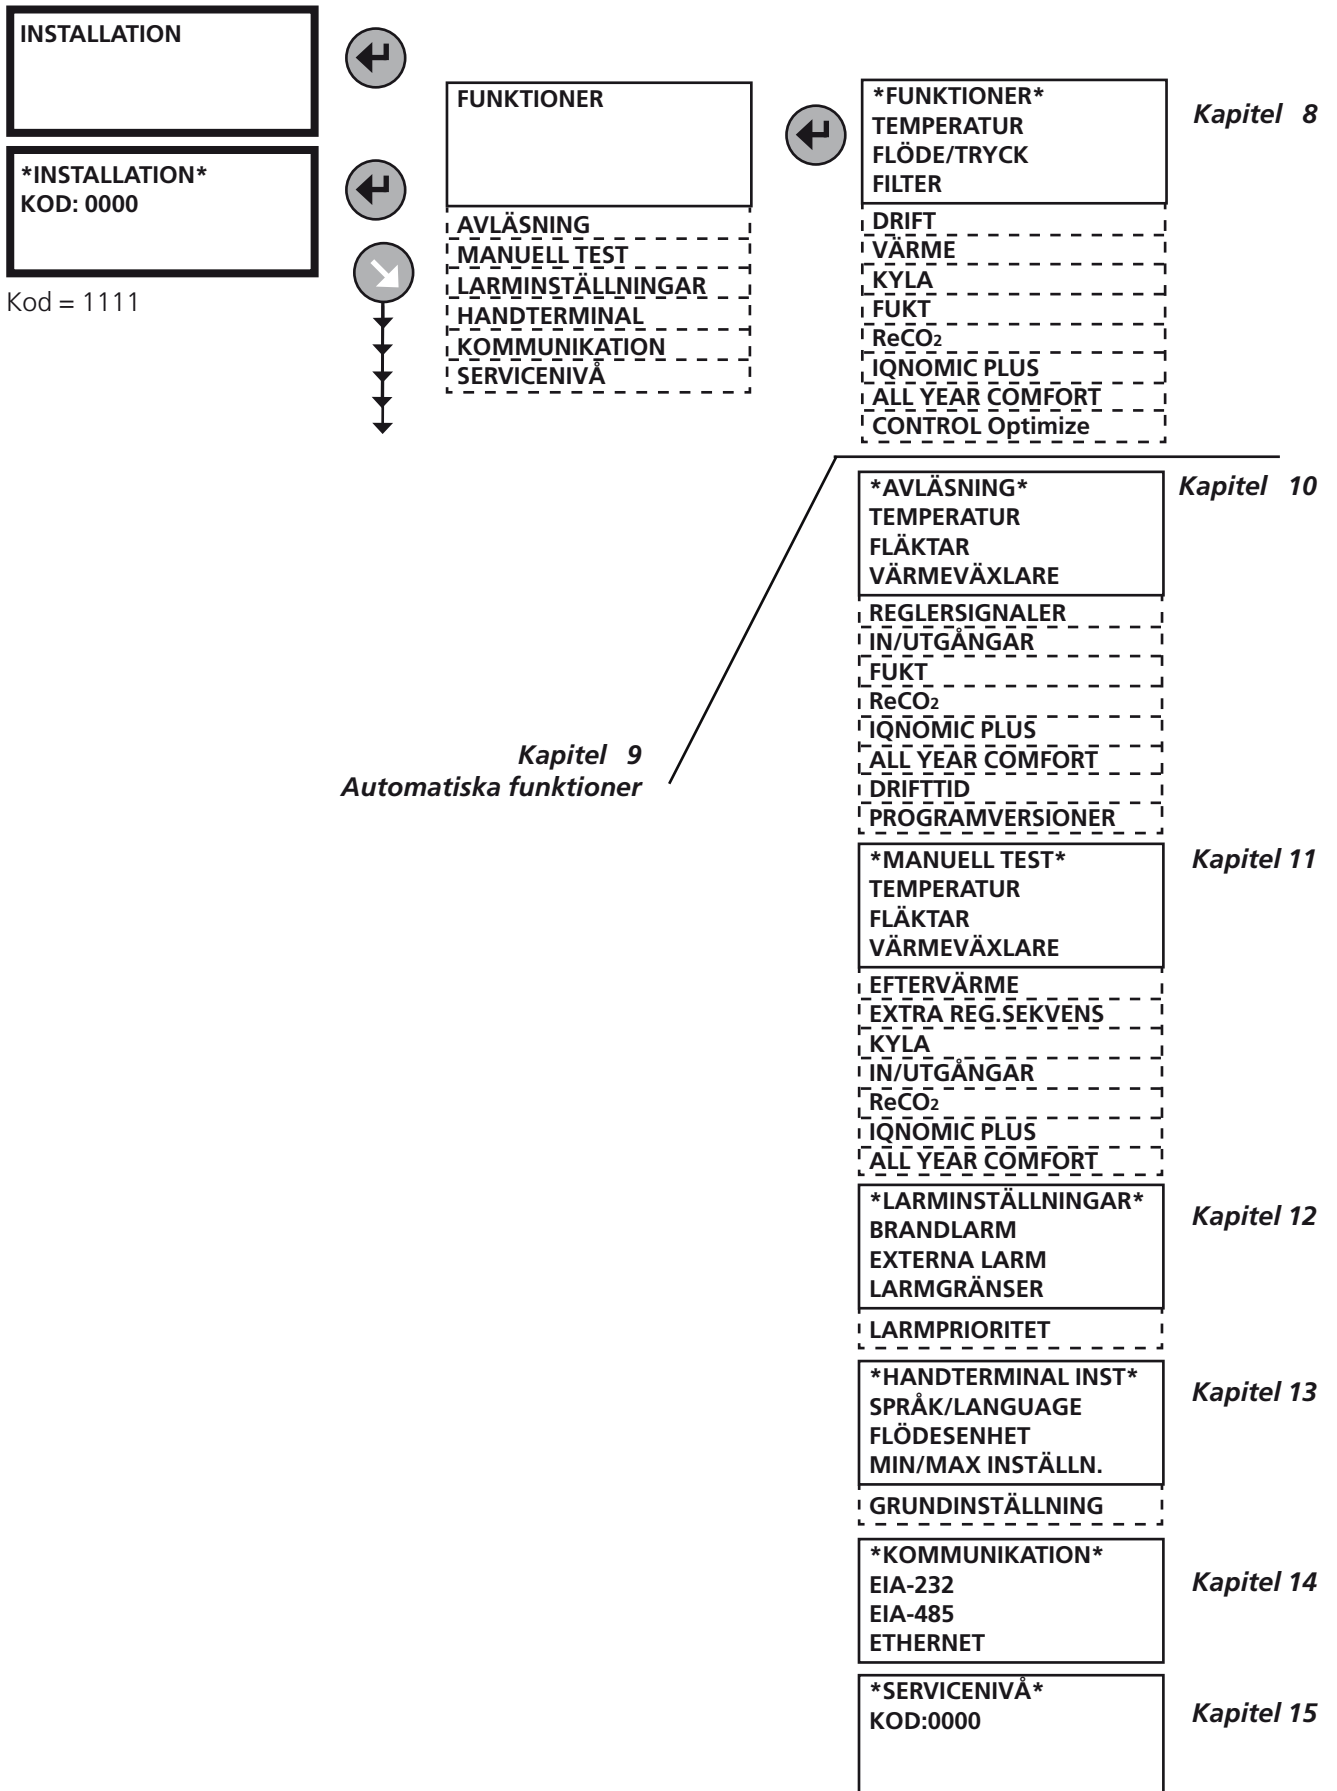 INSTALLATION
*INSTALLATION*
KOD: 0000
Kod = 1111
FUNKTIONER
AVLÄSNING
MANUELL TEST
LARMINSTÄLLNINGAR
HANDTERMINAL
KOMMUNIKATION
SERVICENIVÅ
*FUNKTIONER*
TEMPERATUR
FLÖDE/TRYCK
FILTER
DRIFT
VÄRME
KYLA
FUKT
ReCO2
IQNOMIC PLUS
ALL YEAR COMFORT
CONTROL Optimize
Kapitel 8
Kapitel 9
Automatiska funktioner
*AVLÄSNING*
TEMPERATUR
FLÄKTAR
VÄRMEVÄXLARE
REGLERSIGNALER
IN/UTGÅNGAR
FUKT
ReCO2
IQNOMIC PLUS
ALL YEAR COMFORT
DRIFTTID
PROGRAMVERSIONER
Kapitel 10
*MANUELL TEST*
TEMPERATUR
FLÄKTAR
VÄRMEVÄXLARE
EFTERVÄRME
EXTRA REG.SEKVENS
KYLA
IN/UTGÅNGAR
ReCO2
IQNOMIC PLUS
ALL YEAR COMFORT
Kapitel 11
*LARMINSTÄLLNINGAR*
BRANDLARM
EXTERNA LARM
LARMGRÄNSER
LARMPRIORITET
Kapitel 12
*HANDTERMINAL INST*
SPRÅK/LANGUAGE
FLÖDESENHET
MIN/MAX INSTÄLLN.
GRUNDINSTÄLLNING
Kapitel 13
*KOMMUNIKATION*
EIA-232
EIA-485
ETHERNET
Kapitel 14
*SERVICENIVÅ*
KOD:0000
Kapitel 15